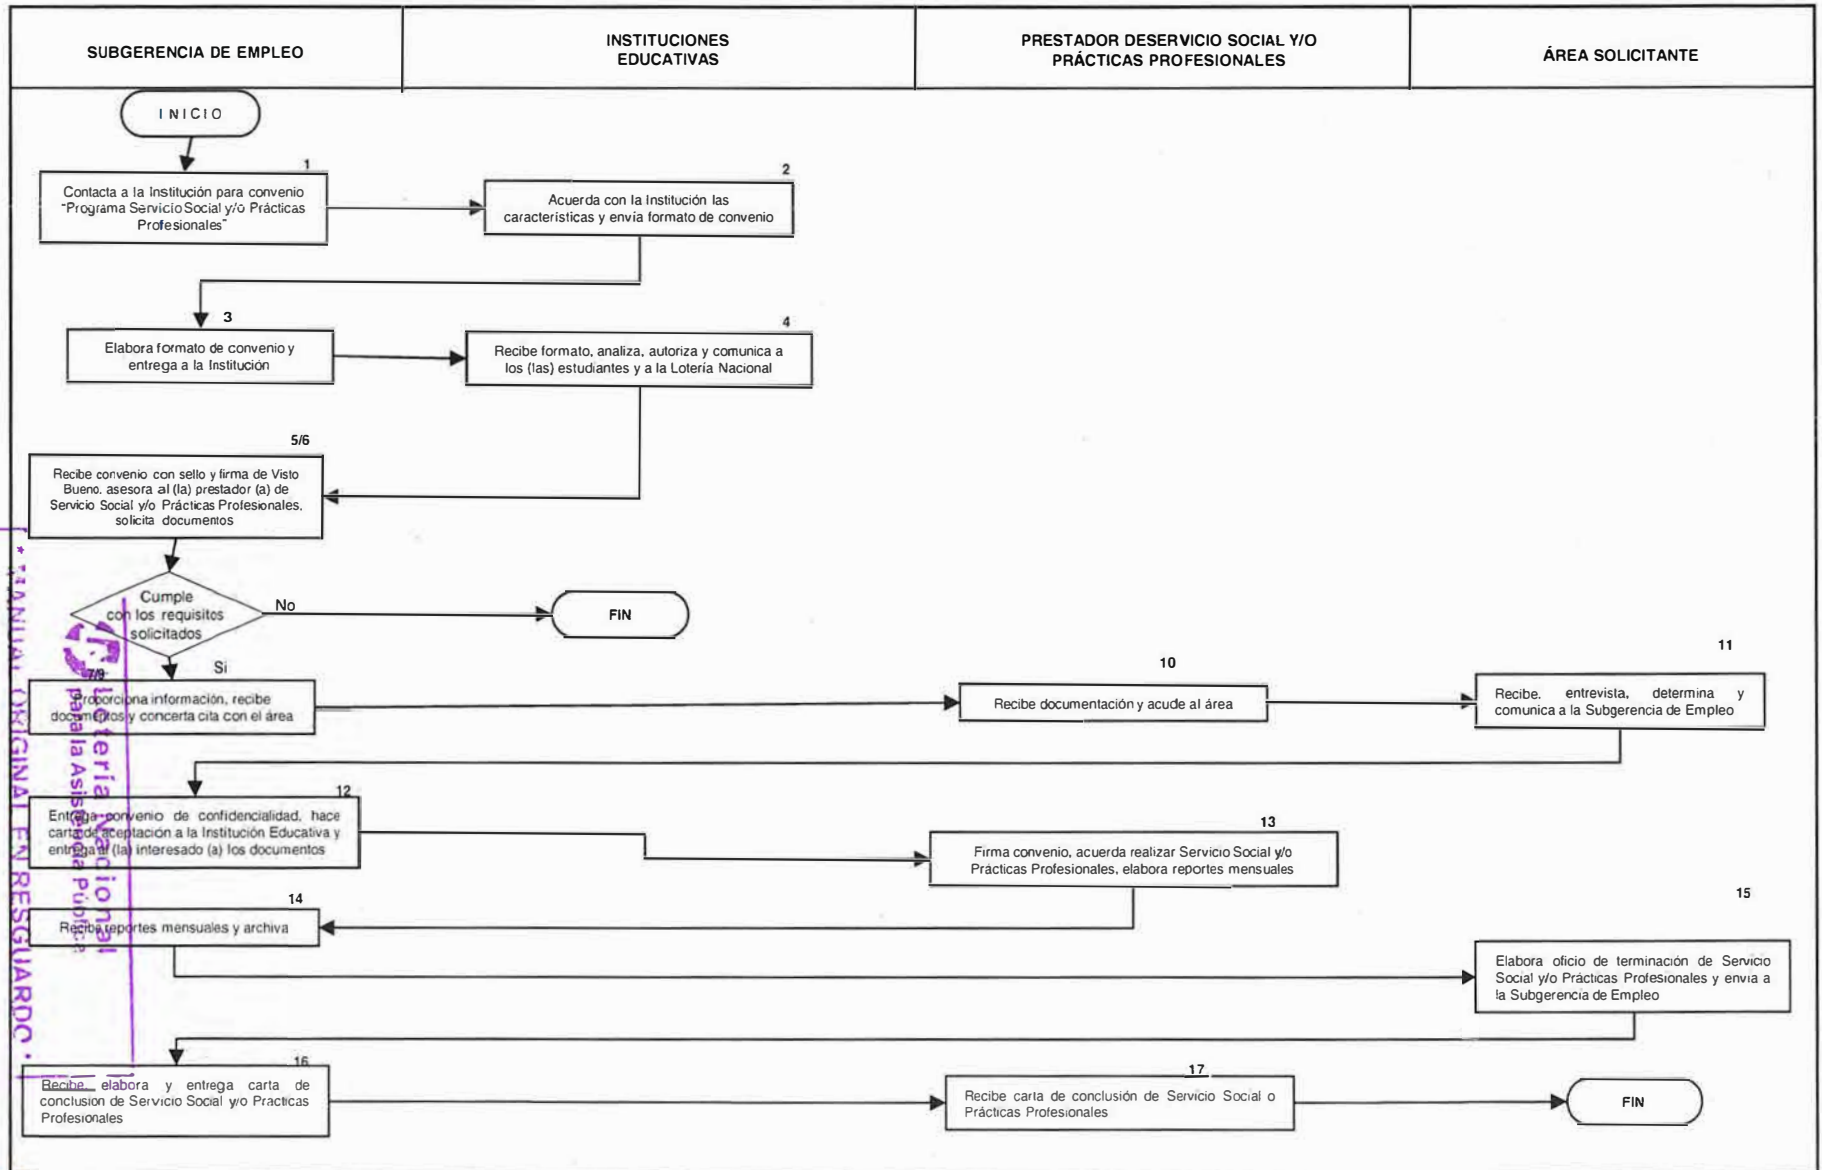 SUBGERENCIA DE EMPLEO
INSTITUCIONES
EDUCATIVAS
PRESTADOR DESERVICIO SOCIAL Y/O
PRÁCTICAS PROFESIONALES
ÁREA SOLICITANTE
INICIO
1
Contacta a la Institución para convenio
"Programa Servicio Social y/o Prácticas
Profesionales"
2
Acuerda con la Institución las
características y envía formato de convenio
3
Elabora formato de convenio y
entrega a la Institución
4
Recibe formato, analiza, autoriza y comunica a
los (las) estudiantes y a la Lotería Nacional
5/6
Recibe convenio con sello y firma de Visto
Bueno, asesora al (la) prestador (a) de
Servicio Social y/o Prácticas Profesionales,
solicita documentos
Cumple
con los requisitos
solicitados
No
FIN
Si
7/9
Proporciona información, recibe
documentos y concerta cita con el área
10
Recibe documentación y acude al área
11
Recibe, entrevista, determina y
comunica a la Subgerencia de Empleo
12
Entrega convenio de confidencialidad, hace
carta de aceptación a la Institución Educativa y
entrega al (la) interesado (a) los documentos
13
Firma convenio, acuerda realizar Servicio Social y/o
Prácticas Profesionales, elabora reportes mensuales
14
Recibe reportes mensuales y archiva
15
Elabora oficio de terminación de Servicio
Social y/o Prácticas Profesionales y envía a
la Subgerencia de Empleo
16
Recibe, elabora y entrega carta de
conclusión de Servicio Social y/o Prácticas
Profesionales
17
Recibe carta de conclusión de Servicio Social o
Prácticas Profesionales
FIN
Lotería Nacional
para la Asistencia Pública
* MANUAL ORIGINAL EN RESGUARDO *